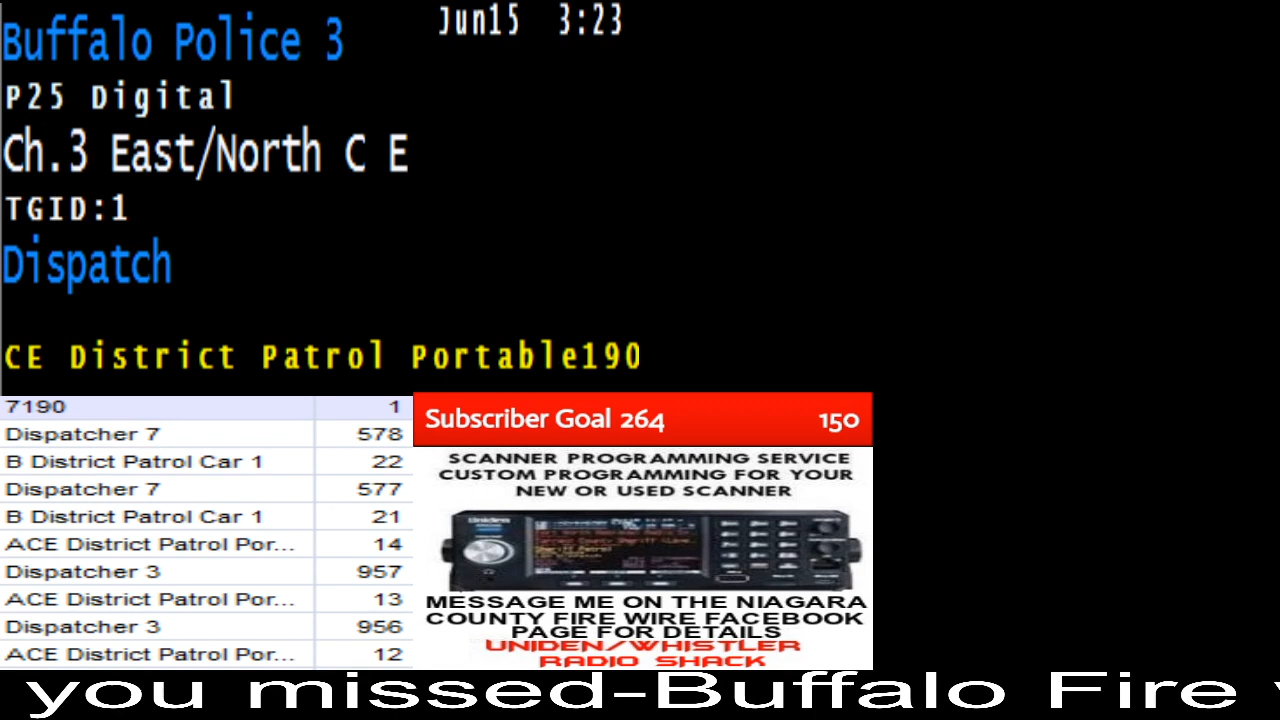 Buffalo Police 3
Jun15 3:23
P25 Digital
Ch.3 East/North C E
TGID:1
Dispatch
CE District Patrol Portable190
7190 1
Dispatcher 7 578
B District Patrol Car 1 22
Dispatcher 7 577
B District Patrol Car 1 21
ACE District Patrol Por... 14
Dispatcher 3 957
ACE District Patrol Por... 13
Dispatcher 3 956
ACE District Patrol Por... 12
Subscriber Goal 264 150
SCANNER PROGRAMMING SERVICE
CUSTOM PROGRAMMING FOR YOUR
NEW OR USED SCANNER
Uniden
MESSAGE ME ON THE NIAGARA
COUNTY FIRE WIRE FACEBOOK
PAGE FOR DETAILS
UNIDEN/WHISTLER
RADIO SHACK
you missed-Buffalo Fire